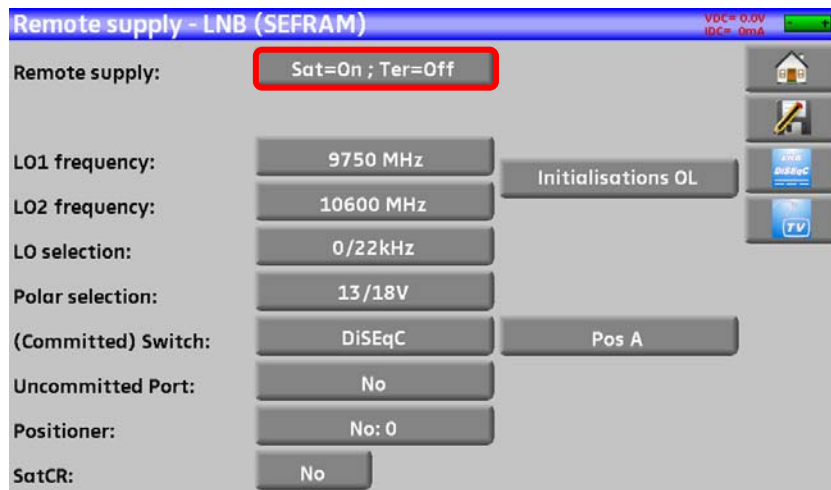 Remote supply - LNB (SEFRAM)
VDC= 0.0V
IDC= 0mA
- +
Remote supply: Sat=On ; Ter=Off
LO1 frequency: 9750 MHz
Initialisations OL
LNB
DiSEqC
LO2 frequency: 10600 MHz
TV
LO selection: 0/22kHz
Polar selection: 13/18V
(Committed) Switch: DiSEqC Pos A
Uncommitted Port: No
Positioner: No: 0
SatCR: No